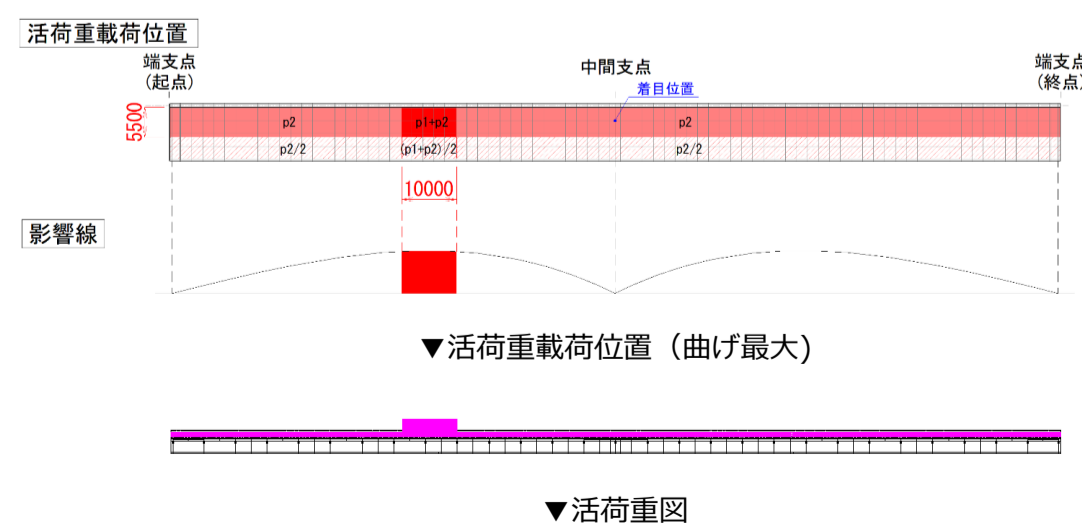 活荷重載荷位置
端支点
(起点)
中間支点
端支点
(終点)
着目位置
5500
p2
p1+p2
p2
p2/2
(p1+p2)/2
p2/2
10000
影響線
▼活荷重載荷位置（曲げ最大)
▼活荷重図